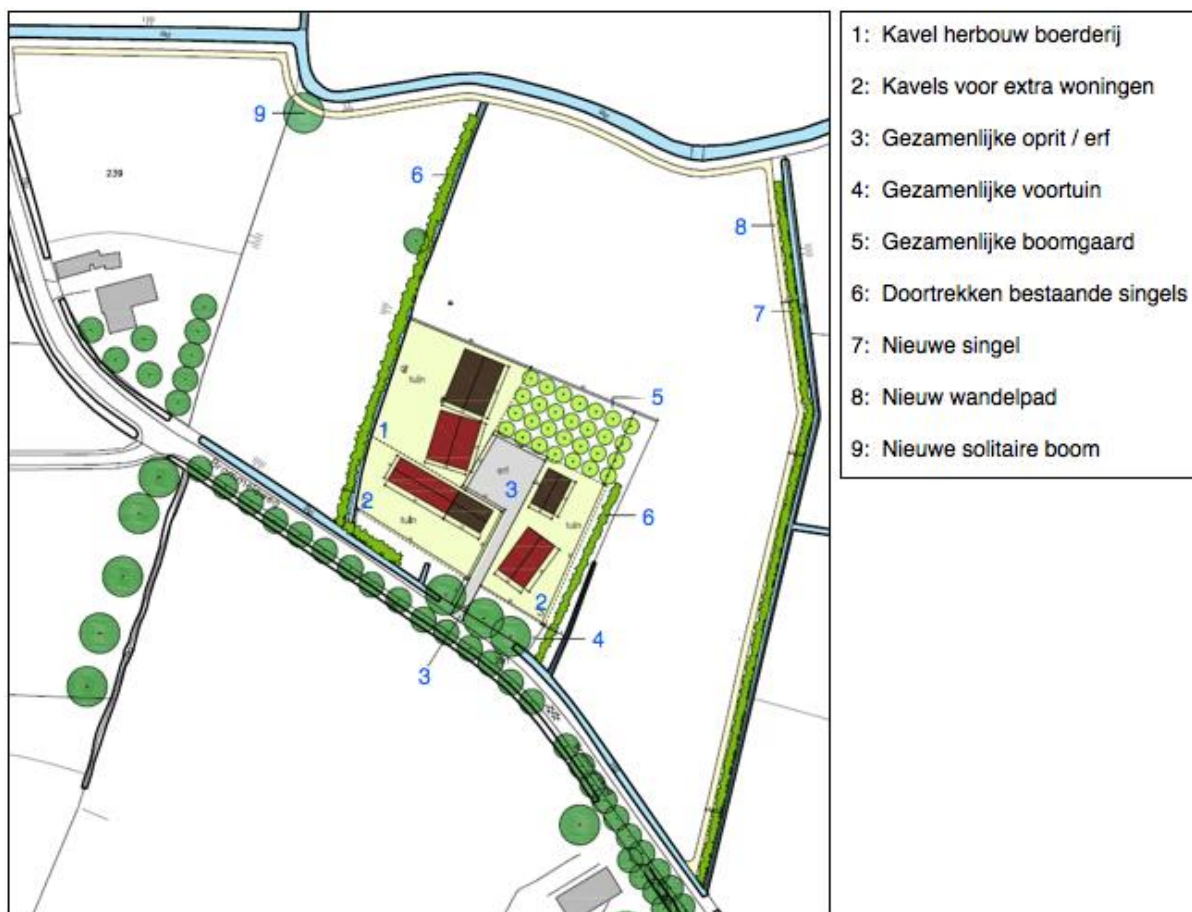 9
6
239
8
7
5
tuin
1
erf
3
2
tuin
tuin
6
2
4
3
1: Kavel herbouw boerderij
2: Kavels voor extra woningen
3: Gezamenlijke oprit / erf
4: Gezamenlijke voortuin
5: Gezamenlijke boomgaard
6: Doortrekken bestaande singels
7: Nieuwe singel
8: Nieuw wandelpad
9: Nieuwe solitaire boom